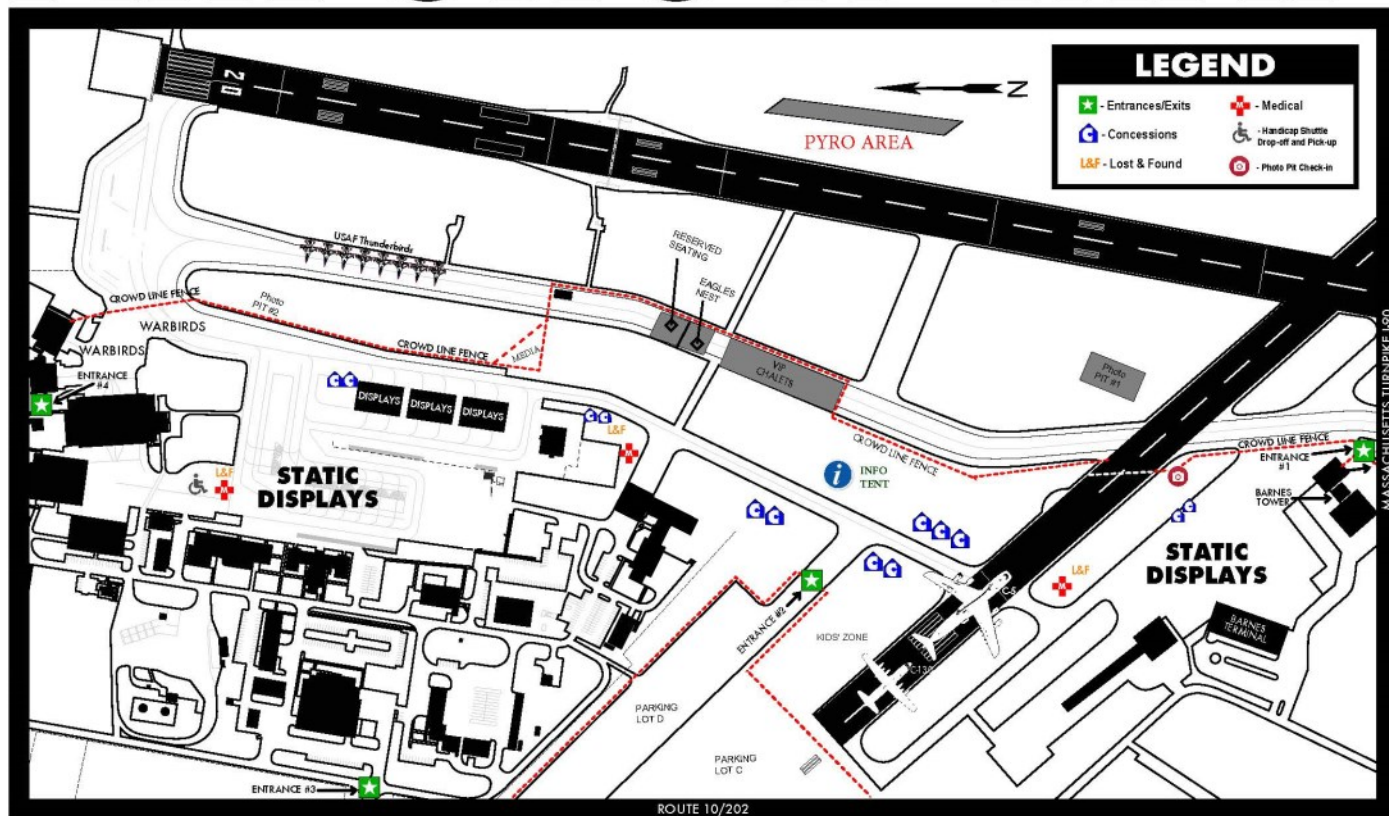 LEGEND
- Entrances/Exits
- Concessions
L&F - Lost & Found
M - Medical
- Handicap Shuttle
Drop-off and Pick-up
- Photo Pit Check-in
20
N
PYRO AREA
USAF Thunderbirds
RESERVED
SEATING
EAGLES
NEST
CROWD LINE FENCE
Photo
PIT #2
WARBIRDS
WARBIRDS
CROWD LINE FENCE
MEDIA
VIP
CHALETS
Photo
PIT #1
ENTRANCE
#4
C C
DISPLAYS
DISPLAYS
DISPLAYS
C C
L&F
M
CROWD LINE FENCE
CROWD LINE FENCE
ENTRANCE
#1
BARNES
TOWER
MASSACHUSETTS TURNPIKE I-90
i INFO
TENT
L&F
M
STATIC
DISPLAYS
C C
C C C
C C
C C
STATIC
DISPLAYS
L&F
M
C-5
ENTRANCE #2
KIDS' ZONE
C-130
BARNES
TERMINAL
PARKING
LOT D
PARKING
LOT C
ENTRANCE #3
ROUTE 10/202